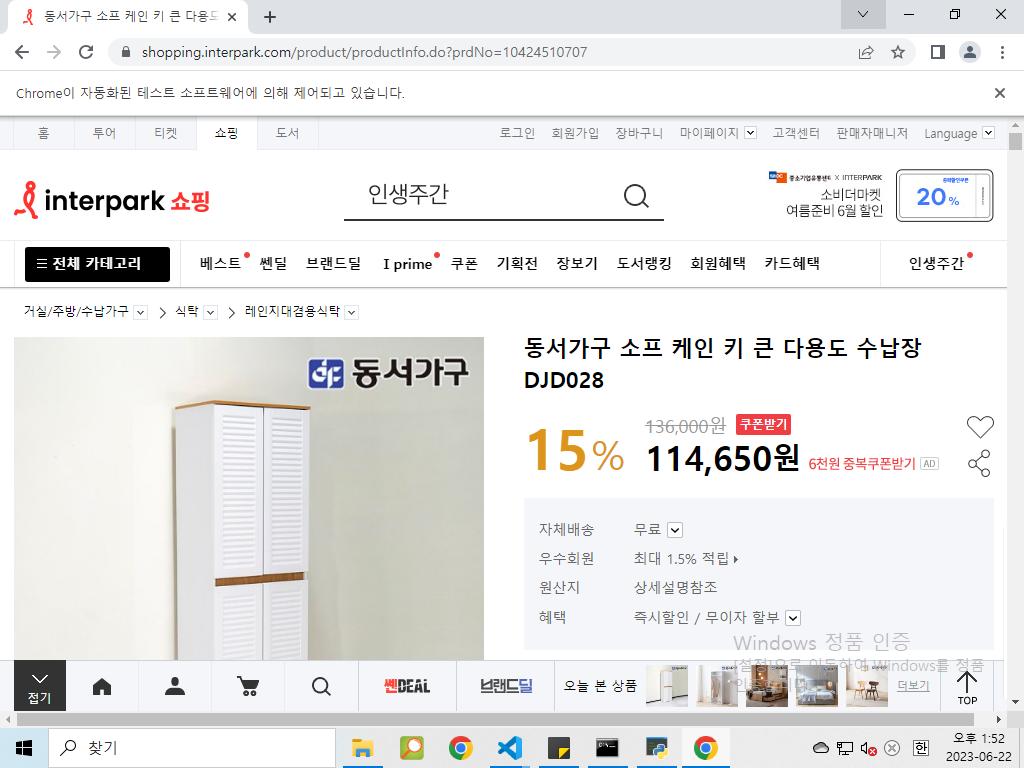 동서가구 소프 케인 키 큰 다용도
shopping.interpark.com/product/productInfo.do?prdNo=10424510707
Chrome이 자동화된 테스트 소프트웨어에 의해 제어되고 있습니다.
홈 투어 티켓 쇼핑 도서 로그인 회원가입 장바구니 마이페이지 고객센터 판매자매니저 Language
interpark 쇼핑
인생주간
중소기업유통센터 X INTERPARK
소비더마켓
여름준비 6월 할인
중복할인쿠폰
20%
전체 카테고리 베스트 쎈딜 브랜드딜 I prime 쿠폰 기획전 장보기 도서랭킹 회원혜택 카드혜택 인생주간
거실/주방/수납가구 식탁 레인지대겸용식탁
동서가구
동서가구 소프 케인 키 큰 다용도 수납장
DJD028
15% 136,000원 쿠폰받기
114,650원 6천원 중복쿠폰받기 AD
자체배송 무료
우수회원 최대 1.5% 적립
원산지 상세설명참조
혜택 즉시할인 / 무이자 할부
Windows 정품 인증
[설정]으로 이동하여 Windows를 정품
접기 쎈DEAL 브랜드딜 오늘 본 상품 더보기 TOP
찾기
한
오후 1:52
2023-06-22